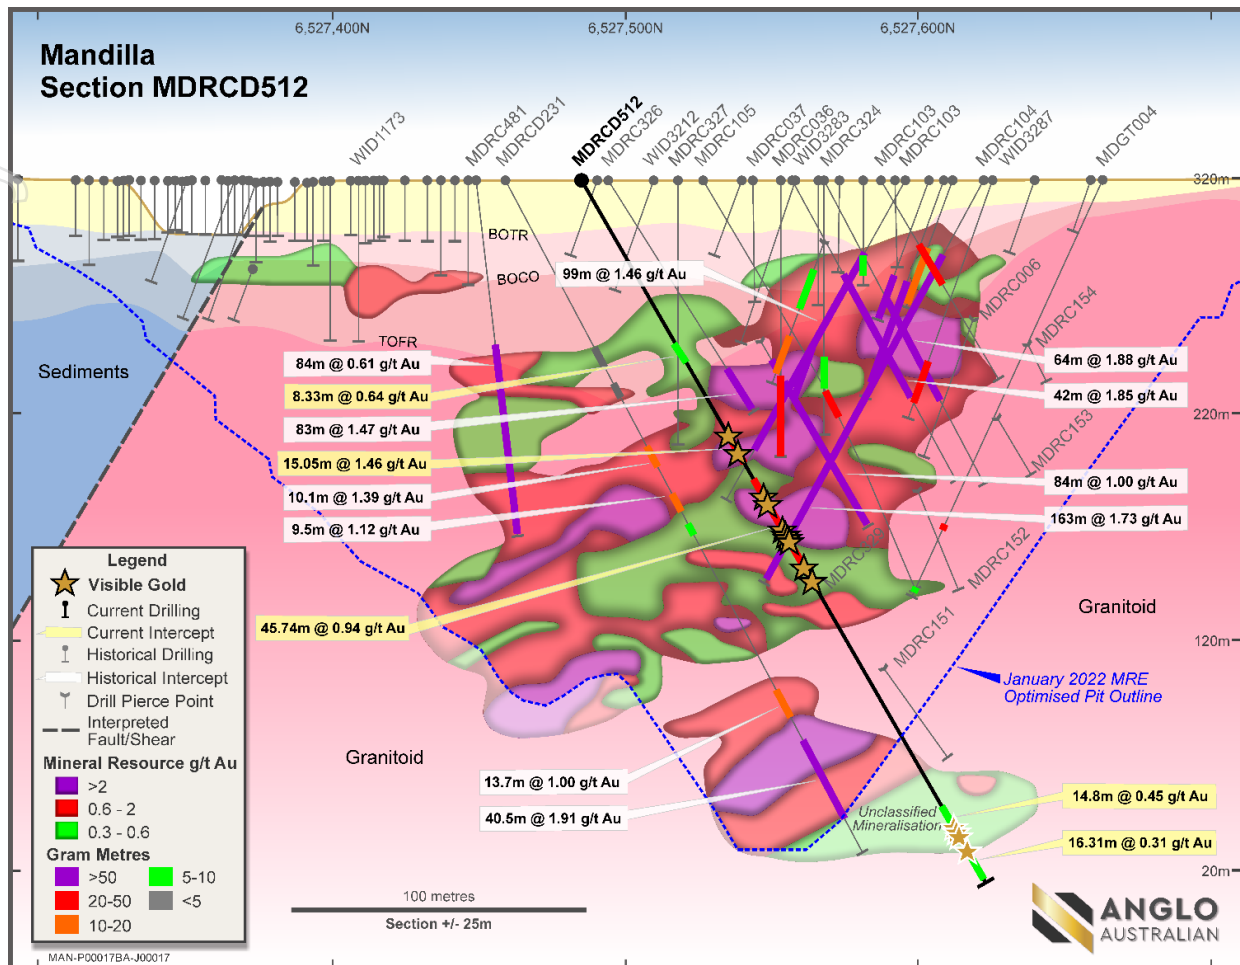 6,527,400N
6,527,500N
6,527,600N
Mandilla
Section MDRCD512
WID1173
MDRC481
MDRCD231
MDRCD512
MDRC326
WID3212
MDRC327
MDRC105
MDRC037
MDRC036
WID3283
MDRC324
MDRC103
MDRC103
MDRC104
WID3287
MDGT004
320m
BOTR
BOCO
99m @ 1.46 g/t Au
MDRC006
MDRC154
TOFR
Sediments
84m @ 0.61 g/t Au
64m @ 1.88 g/t Au
8.33m @ 0.64 g/t Au
42m @ 1.85 g/t Au
220m
83m @ 1.47 g/t Au
MDRC153
15.05m @ 1.46 g/t Au
84m @ 1.00 g/t Au
10.1m @ 1.39 g/t Au
163m @ 1.73 g/t Au
9.5m @ 1.12 g/t Au
MDRC152
MDRC151
Granitoid
45.74m @ 0.94 g/t Au
120m
January 2022 MRE
Optimised Pit Outline
Granitoid
13.7m @ 1.00 g/t Au
40.5m @ 1.91 g/t Au
Unclassified
Mineralisation
14.8m @ 0.45 g/t Au
16.31m @ 0.31 g/t Au
20m
Legend
Visible Gold
Current Drilling
Current Intercept
Historical Drilling
Historical Intercept
Drill Pierce Point
Interpreted
Fault/Shear
Mineral Resource g/t Au
>2
0.6 - 2
0.3 - 0.6
Gram Metres
>50
5-10
20-50
<5
10-20
100 metres
Section +/- 25m
ANGLO
AUSTRALIAN
MAN-P00017BA-J00017